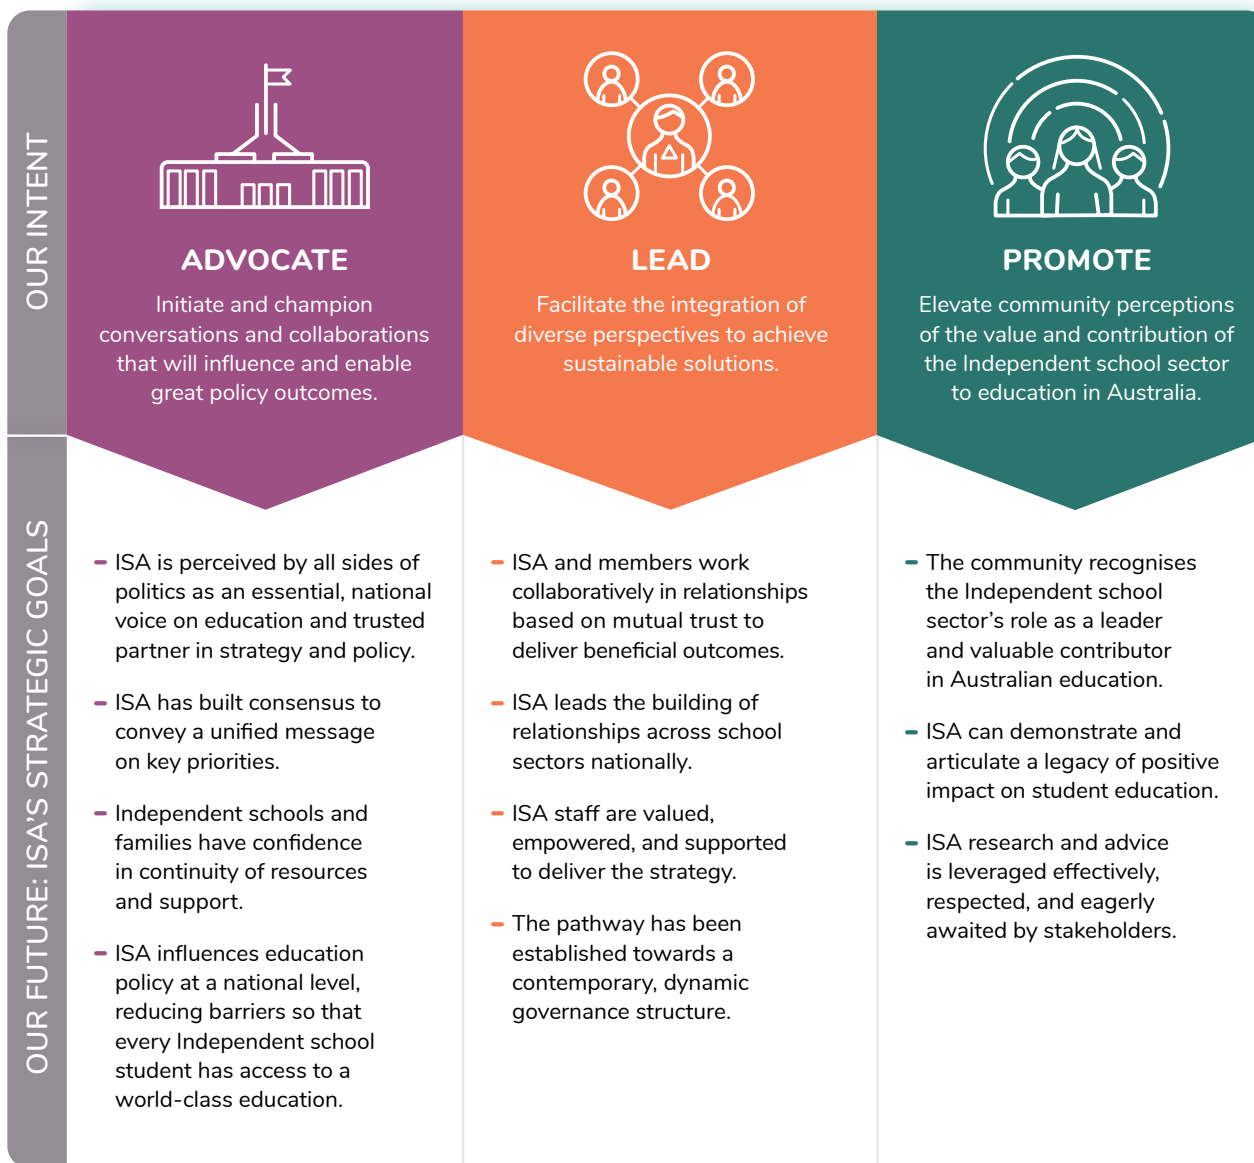 OUR INTENT
ADVOCATE
Initiate and champion
conversations and collaborations
that will influence and enable
great policy outcomes.
LEAD
Facilitate the integration of
diverse perspectives to achieve
sustainable solutions.
PROMOTE
Elevate community perceptions
of the value and contribution of
the Independent school sector
to education in Australia.
OUR FUTURE: ISA’S STRATEGIC GOALS
– ISA is perceived by all sides of
politics as an essential, national
voice on education and trusted
partner in strategy and policy.
– ISA has built consensus to
convey a unified message
on key priorities.
– Independent schools and
families have confidence
in continuity of resources
and support.
– ISA influences education
policy at a national level,
reducing barriers so that
every Independent school
student has access to a
world-class education.
– ISA and members work
collaboratively in relationships
based on mutual trust to
deliver beneficial outcomes.
– ISA leads the building of
relationships across school
sectors nationally.
– ISA staff are valued,
empowered, and supported
to deliver the strategy.
– The pathway has been
established towards a
contemporary, dynamic
governance structure.
– The community recognises
the Independent school
sector’s role as a leader
and valuable contributor
in Australian education.
– ISA can demonstrate and
articulate a legacy of positive
impact on student education.
– ISA research and advice
is leveraged effectively,
respected, and eagerly
awaited by stakeholders.